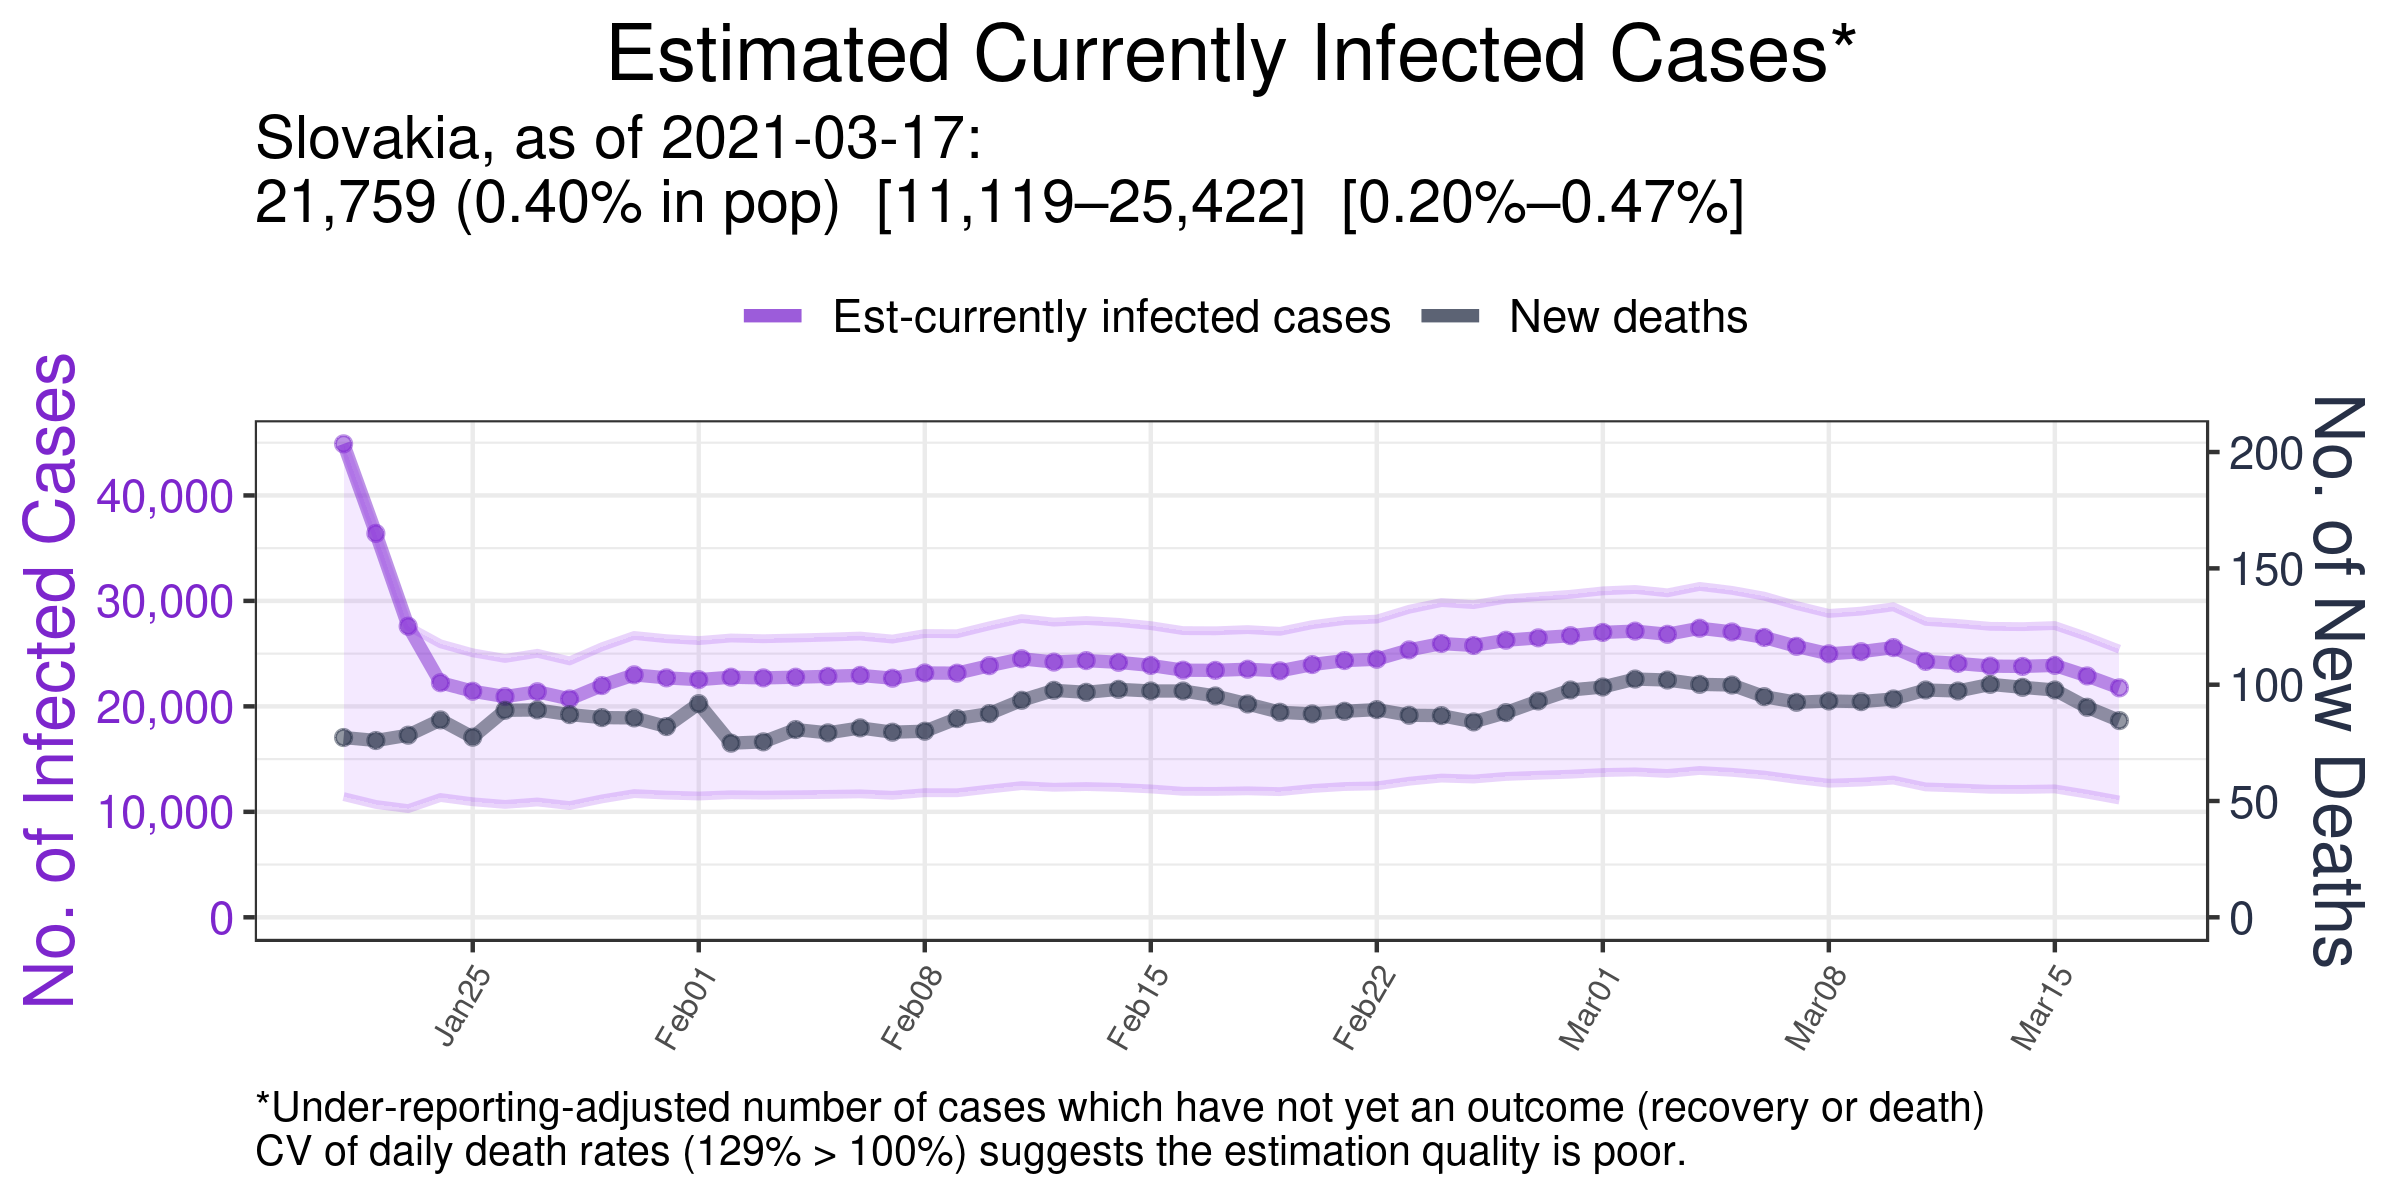 Estimated Currently Infected Cases*
Slovakia, as of 2021-03-17:
21,759 (0.40% in pop)  [11,119–25,422]  [0.20%–0.47%]
Est-currently infected cases
New deaths
No. of Infected Cases
40,000
30,000
20,000
10,000
0
200
150
100
50
0
No. of New Deaths
Jan25
Feb01
Feb08
Feb15
Feb22
Mar01
Mar08
Mar15
*Under-reporting-adjusted number of cases which have not yet an outcome (recovery or death)
CV of daily death rates (129% > 100%) suggests the estimation quality is poor.